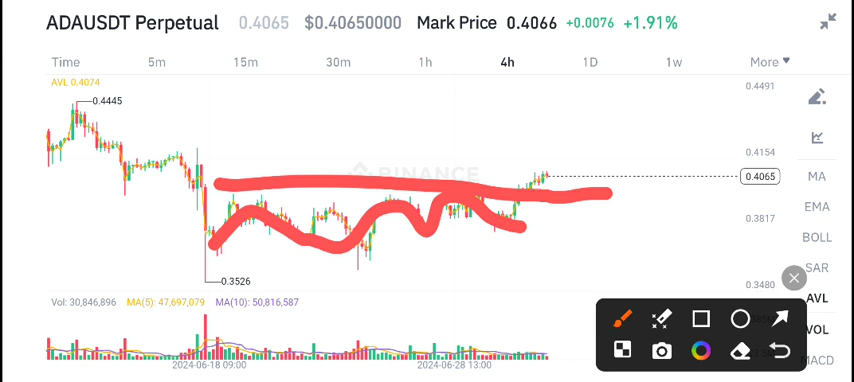 ADAUSDT Perpetual 0.4065 $0.40650000 Mark Price 0.4066 +0.0076 +1.91%
Time 5m 15m 30m 1h 4h 1D 1w More
AVL 0.4074
0.4491
0.4445
0.4154
BINANCE
0.4065
MA
EMA
0.3817
BOLL
SAR
0.3526
0.3480
AVL
Vol: 30,846,896 MA(5): 47,697,079 MA(10): 50,816,587
VOL
MACD
2024-06-18 09:00 2024-06-28 13:00